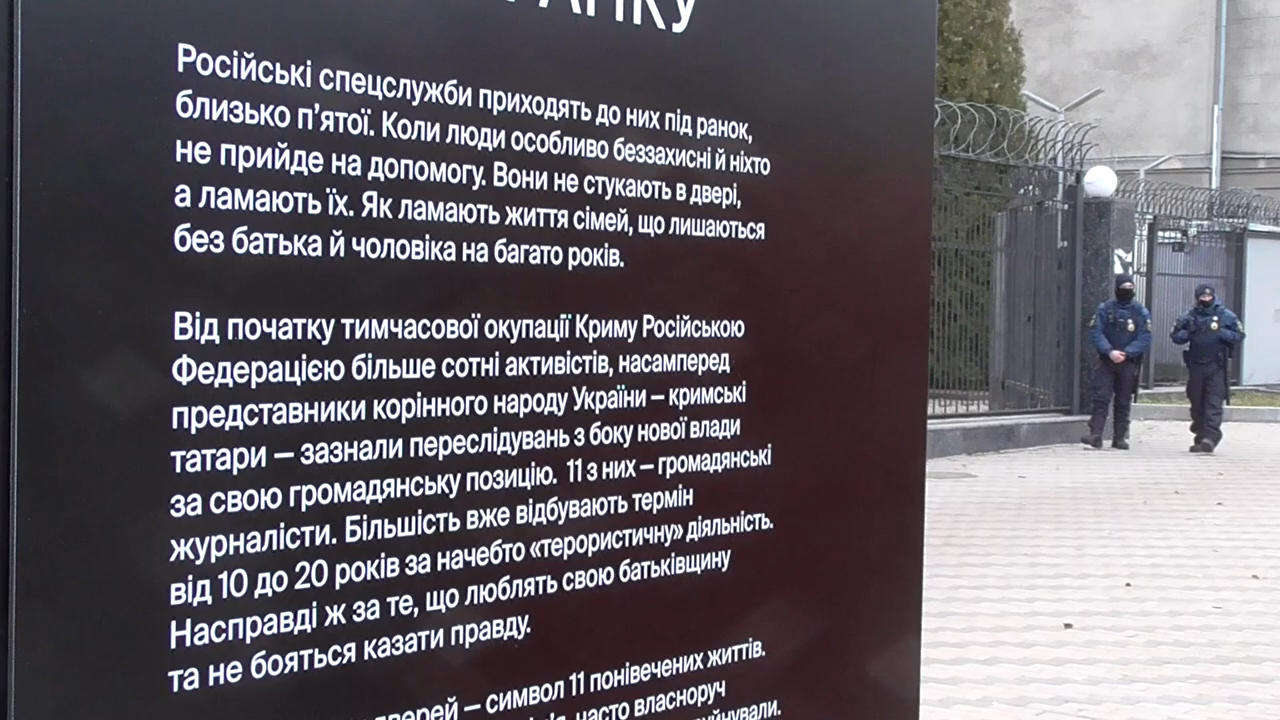 РАНКУ
Російські спецслужби приходять до них під ранок,
близько п'ятої. Коли люди особливо беззахисні й ніхто
не прийде на допомогу. Вони не стукають в двері,
а ламають їх. Як ламають життя сімей, що лишаються
без батька й чоловіка на багато років.
Від початку тимчасової окупації Криму Російською
Федерацією більше сотні активістів, насамперед
представники корінного народу України – кримські
татари – зазнали переслідувань з боку нової влади
за свою громадянську позицію. 11 з них – громадянські
журналісти. Більшість вже відбувають термін
від 10 до 20 років за начебто «терористичну» діяльність.
Насправді ж за те, що люблять свою батьківщину
та не бояться казати правду.
дверей – символ 11 понівечених життів.
часто власноруч